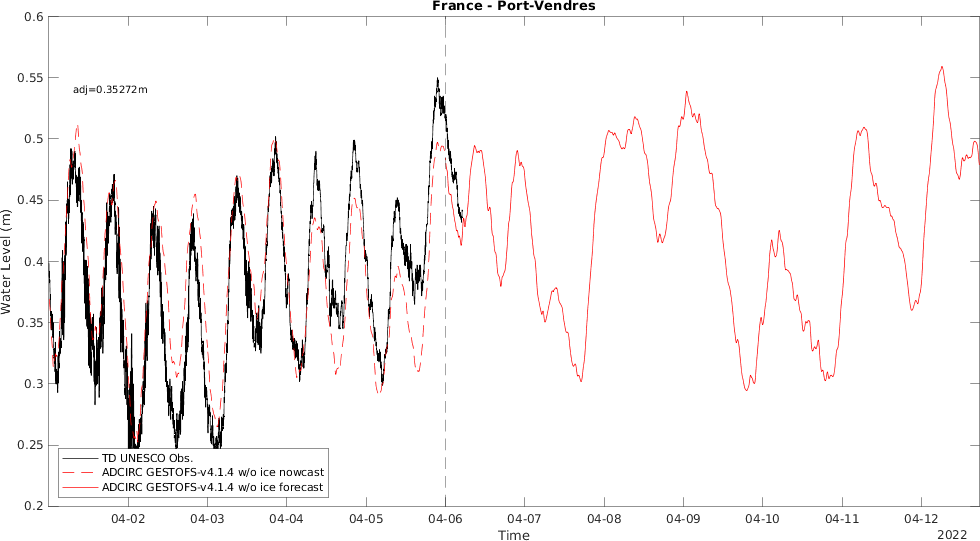 France - Port-Vendres
0.6
0.55
0.5
0.45
0.4
0.35
0.3
0.25
0.2
Water Level (m)
adj=0.35272m
TD UNESCO Obs.
ADCIRC GESTOFS-v4.1.4 w/o ice nowcast
ADCIRC GESTOFS-v4.1.4 w/o ice forecast
04-02 04-03 04-04 04-05 04-06 04-07 04-08 04-09 04-10 04-11 04-12
Time
2022